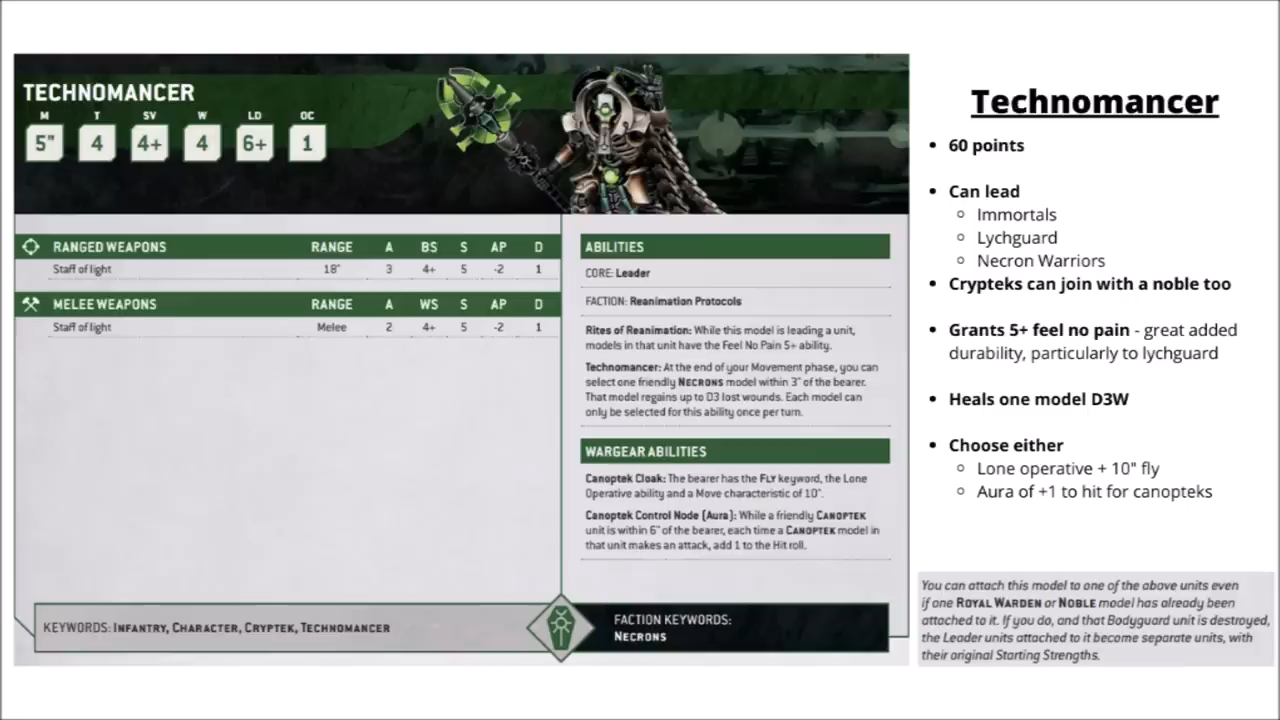 TECHNOMANCER
M T SV W LD OC
5" 4 4+ 4 6+ 1
RANGED WEAPONS RANGE A BS S AP D
Staff of light 18" 3 4+ 5 -2 1
MELEE WEAPONS RANGE A WS S AP D
Staff of light Melee 2 4+ 5 -2 1
ABILITIES
CORE: Leader
FACTION: Reanimation Protocols
Rites of Reanimation: While this model is leading a unit,
models in that unit have the Feel No Pain 5+ ability.
Technomancer: At the end of your Movement phase, you can
select one friendly NECRONS model within 3" of the bearer.
That model regains up to D3 lost wounds. Each model can
only be selected for this ability once per turn.
WARGEAR ABILITIES
Canoptek Cloak: The bearer has the FLY keyword, the Lone
Operative ability and a Move characteristic of 10".
Canoptek Control Node (Aura): While a friendly CANOPTEK
unit is within 6" of the bearer, each time a CANOPTEK model in
that unit makes an attack, add 1 to the Hit roll.
KEYWORDS: INFANTRY, CHARACTER, CRYPTEK, TECHNOMANCER
FACTION KEYWORDS:
NECRONS
Technomancer
• 60 points
• Can lead
○ Immortals
○ Lychguard
○ Necron Warriors
• Crypteks can join with a noble too
• Grants 5+ feel no pain - great added
durability, particularly to lychguard
• Heals one model D3W
• Choose either
○ Lone operative + 10" fly
○ Aura of +1 to hit for canopteks
You can attach this model to one of the above units even
if one ROYAL WARDEN or NOBLE model has already been
attached to it. If you do, and that Bodyguard unit is destroyed,
the Leader units attached to it become separate units, with
their original Starting Strengths.